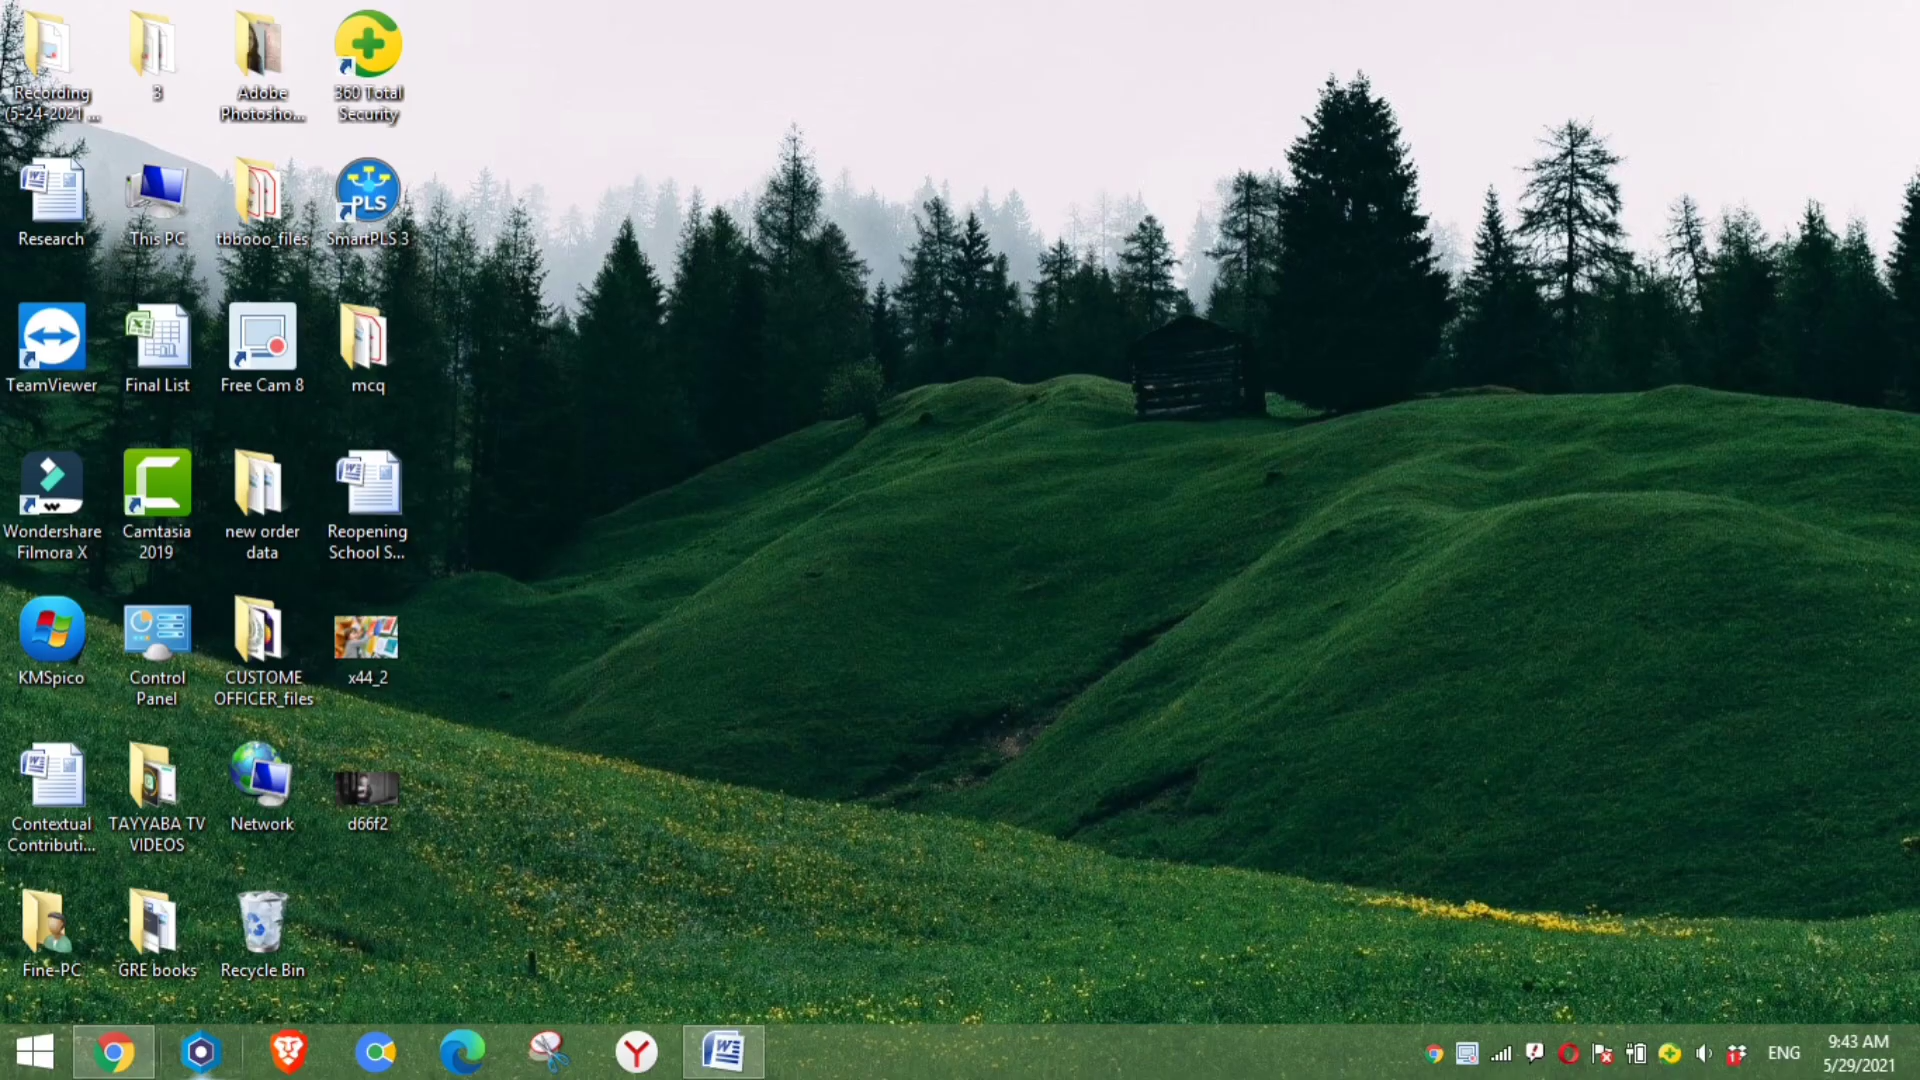 Recording
(5-24-2021 ...
3
Adobe
Photosho...
360 Total
Security
Research
This PC
tbbooo_files
PLS
SmartPLS 3
TeamViewer
Final List
Free Cam 8
mcq
Wondershare
Filmora X
Camtasia
2019
new order
data
Reopening
School S...
KMSpico
Control
Panel
CUSTOME
OFFICER_files
x44_2
Contextual
Contributi...
TAYYABA TV
VIDEOS
Network
d66f2
Fine-PC
GRE books
Recycle Bin
ENG
9:43 AM
5/29/2021